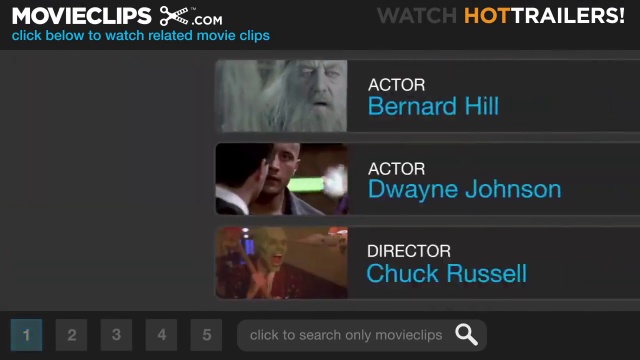 MOVIECLIPS .COM™
click below to watch related movie clips
WATCH HOTTRAILERS!
ACTOR
Bernard Hill
ACTOR
Dwayne Johnson
DIRECTOR
Chuck Russell
1 2 3 4 5
click to search only movieclips